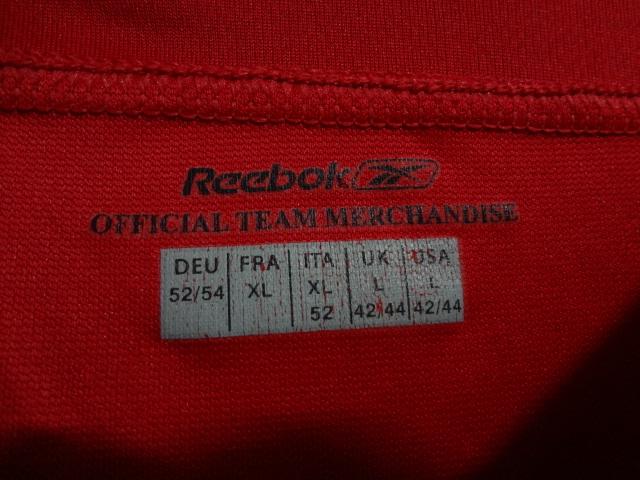 Reebok
OFFICIAL TEAM MERCHANDISE
DEU FRA ITA UK USA
52/54 XL XL L L
52 42/44 42/44